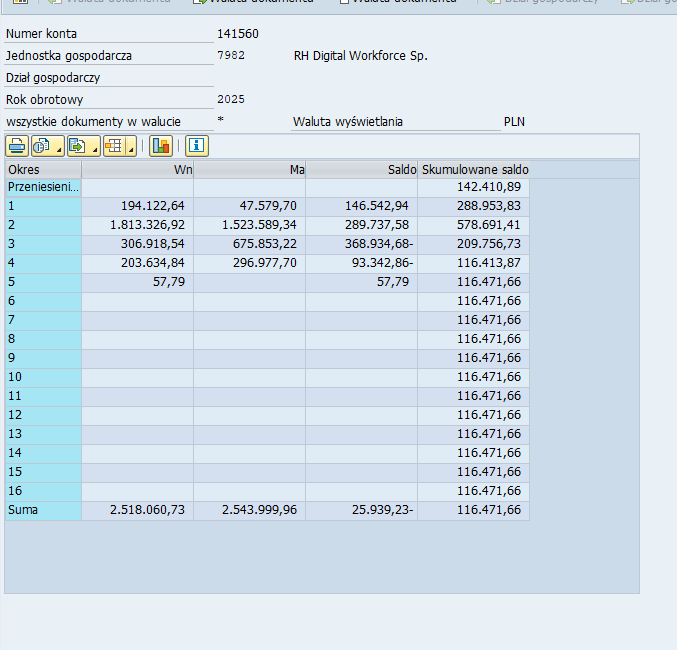 Waluta dokumentu Waluta dokumentu Waluta dokumentu Dział gospodarczy
Numer konta 141560
Jednostka gospodarcza 7982 RH Digital Workforce Sp.
Dział gospodarczy
Rok obrotowy 2025
wszystkie dokumenty w walucie * Waluta wyświetlania PLN
Okres Wn Ma Saldo Skumulowane saldo
Przeniesieni... 142.410,89
1 194.122,64 47.579,70 146.542,94 288.953,83
2 1.813.326,92 1.523.589,34 289.737,58 578.691,41
3 306.918,54 675.853,22 368.934,68- 209.756,73
4 203.634,84 296.977,70 93.342,86- 116.413,87
5 57,79 57,79 116.471,66
6 116.471,66
7 116.471,66
8 116.471,66
9 116.471,66
10 116.471,66
11 116.471,66
12 116.471,66
13 116.471,66
14 116.471,66
15 116.471,66
16 116.471,66
Suma 2.518.060,73 2.543.999,96 25.939,23- 116.471,66